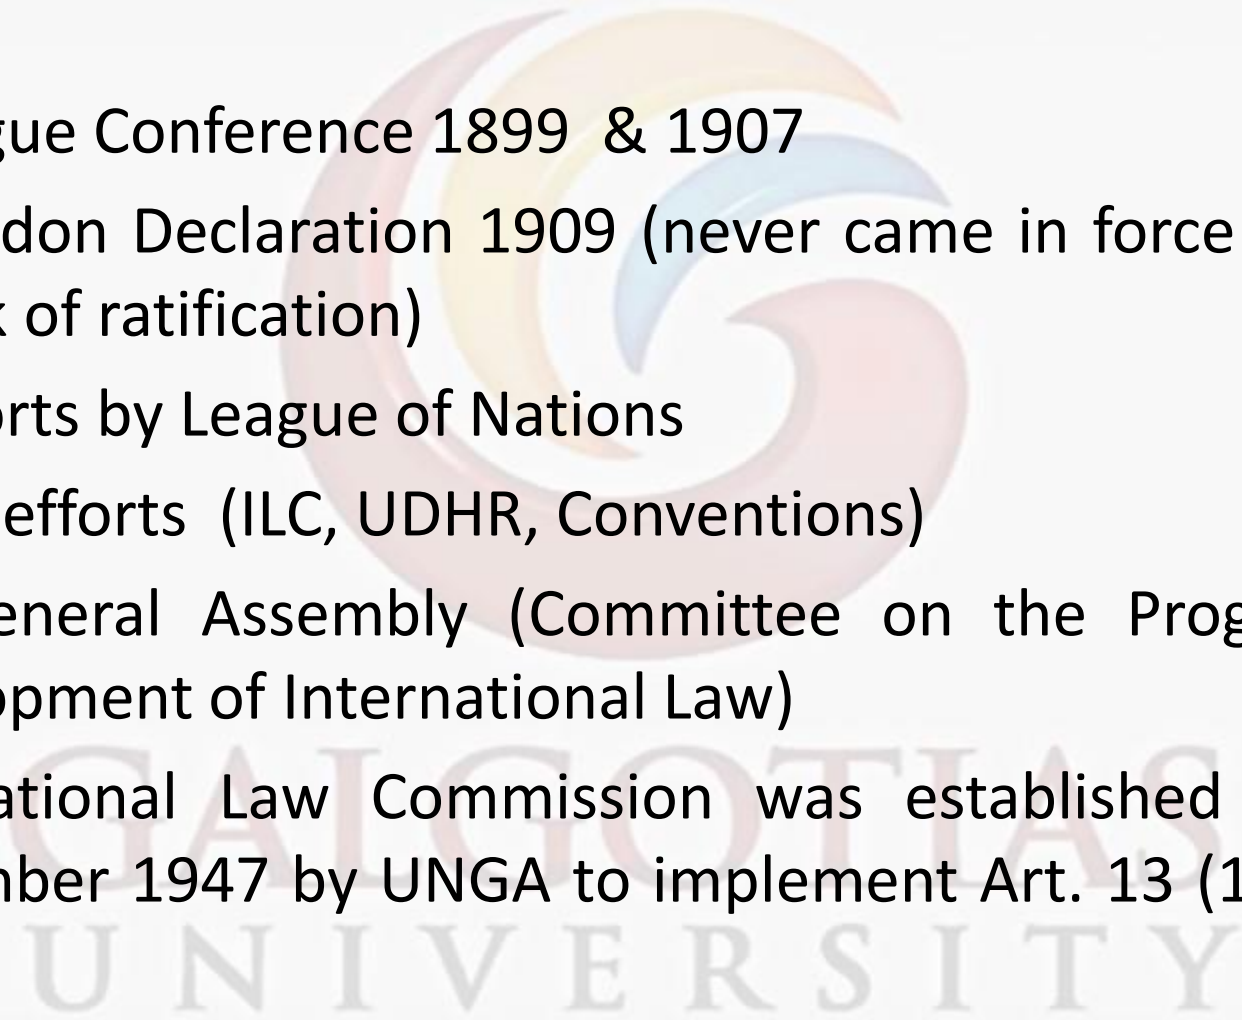 gue Conference 1899 & 1907
don Declaration 1909 (never came in force
k of ratification)
orts by League of Nations
efforts (ILC, UDHR, Conventions)
eneral Assembly (Committee on the Prog
opment of International Law)
ational Law Commission was established
mber 1947 by UNGA to implement Art. 13 (1
GALGOTIAS
UNIVERSITY